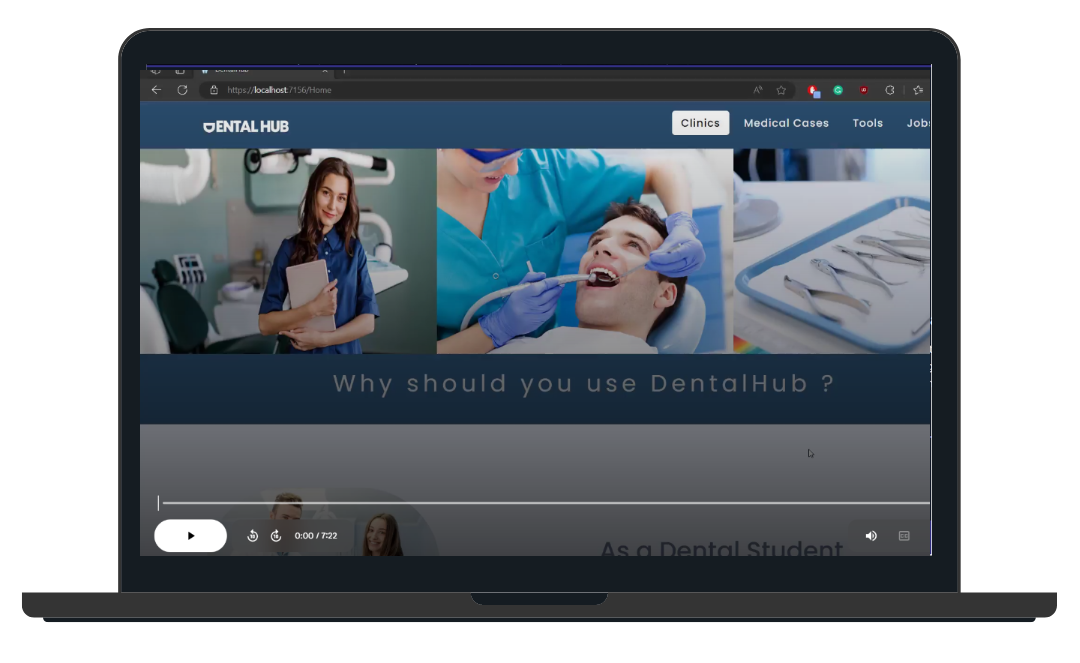 https://localhost:7156/Home
DENTAL HUB
Clinics Medical Cases Tools Jobs
Why should you use DentalHub ?
As a Dental Student
0:00 / 7:22